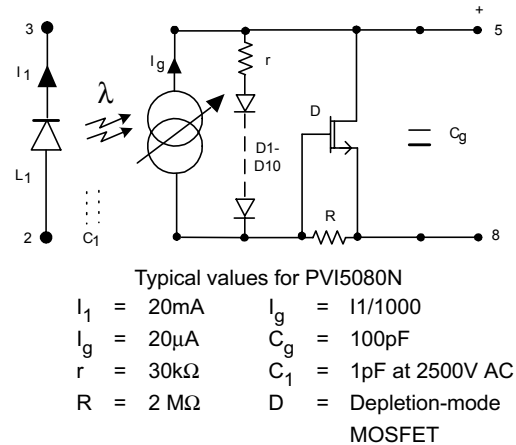 3
+
5
I1
λ
Ig
r
D
L1
D1-
D10
Cg
R
2
C1
8
Typical values for PVI5080N
I1 = 20mA Ig = I1/1000
Ig = 20μA Cg = 100pF
r = 30kΩ C1 = 1pF at 2500V AC
R = 2 MΩ D = Depletion-mode
MOSFET